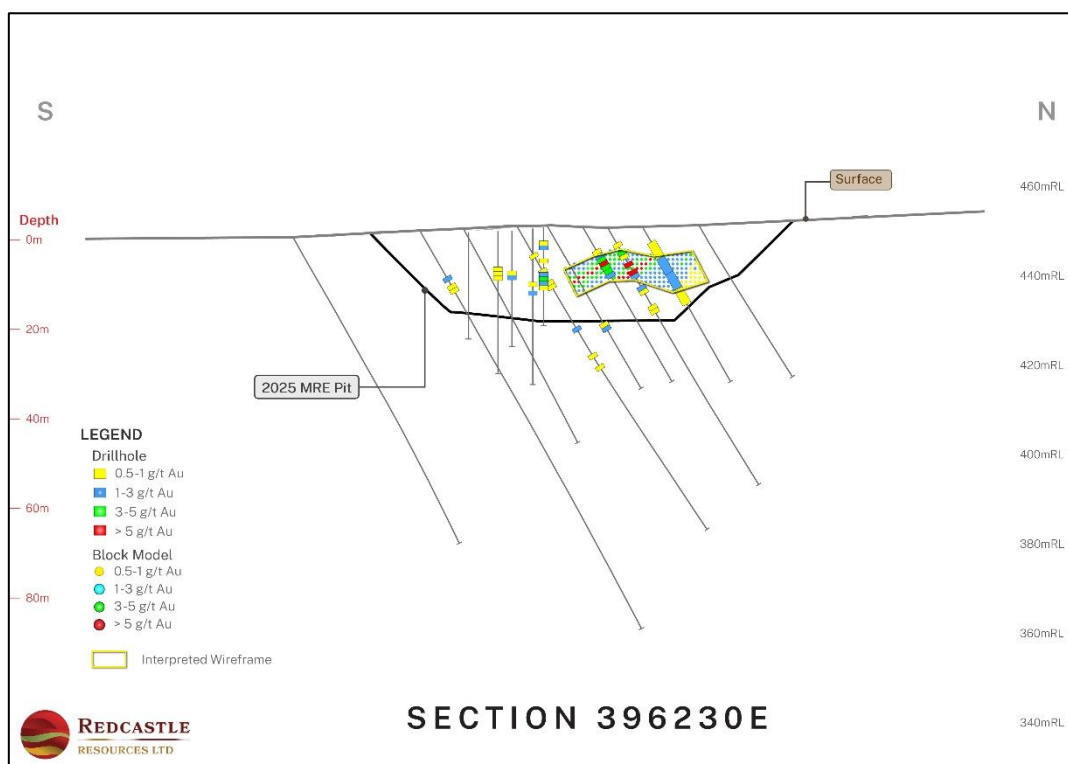 S
N
460mRL
Surface
Depth
0m
440mRL
20m
420mRL
2025 MRE Pit
40m
LEGEND
Drillhole
0.5-1 g/t Au
1-3 g/t Au
3-5 g/t Au
> 5 g/t Au
Block Model
0.5-1 g/t Au
1-3 g/t Au
3-5 g/t Au
> 5 g/t Au
Interpreted Wireframe
400mRL
60m
380mRL
80m
360mRL
340mRL
REDCASTLE
RESOURCES LTD
SECTION 396230E